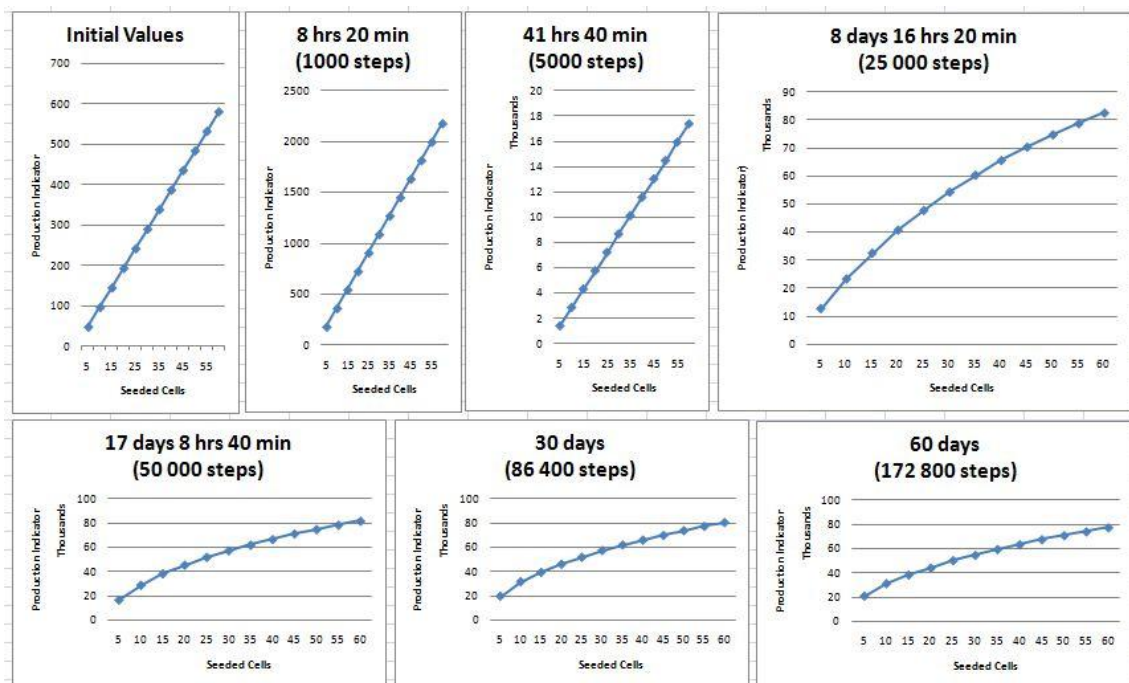 Initial Values
700
600
500
400
300
200
100
0
Production Indicator
5 15 25 35 45 55
Seeded Cells
8 hrs 20 min
(1000 steps)
2500
2000
1500
1000
500
0
Production Indicator
5 15 25 35 45 55
Seeded Cells
41 hrs 40 min
(5000 steps)
Thousands
20
18
16
14
12
10
8
6
4
2
0
Production Indocator
5 15 25 35 45 55
Seeded Cells
8 days 16 hrs 20 min
(25 000 steps)
Thousands
90
80
70
60
50
40
30
20
10
0
Production Indicator)
5 10 15 20 25 30 35 40 45 50 55 60
Seeded Cells
17 days 8 hrs 40 min
(50 000 steps)
Production Indicator
Thousands
100
80
60
40
20
0
5 10 15 20 25 30 35 40 45 50 55 60
Seeded Cells
30 days
(86 400 steps)
Production Indicator
Thousands
100
80
60
40
20
0
5 10 15 20 25 30 35 40 45 50 55 60
Seeded Cells
60 days
(172 800 steps)
Production Indicator
Thousands
100
80
60
40
20
0
5 10 15 20 25 30 35 40 45 50 55 60
Seeded Cells